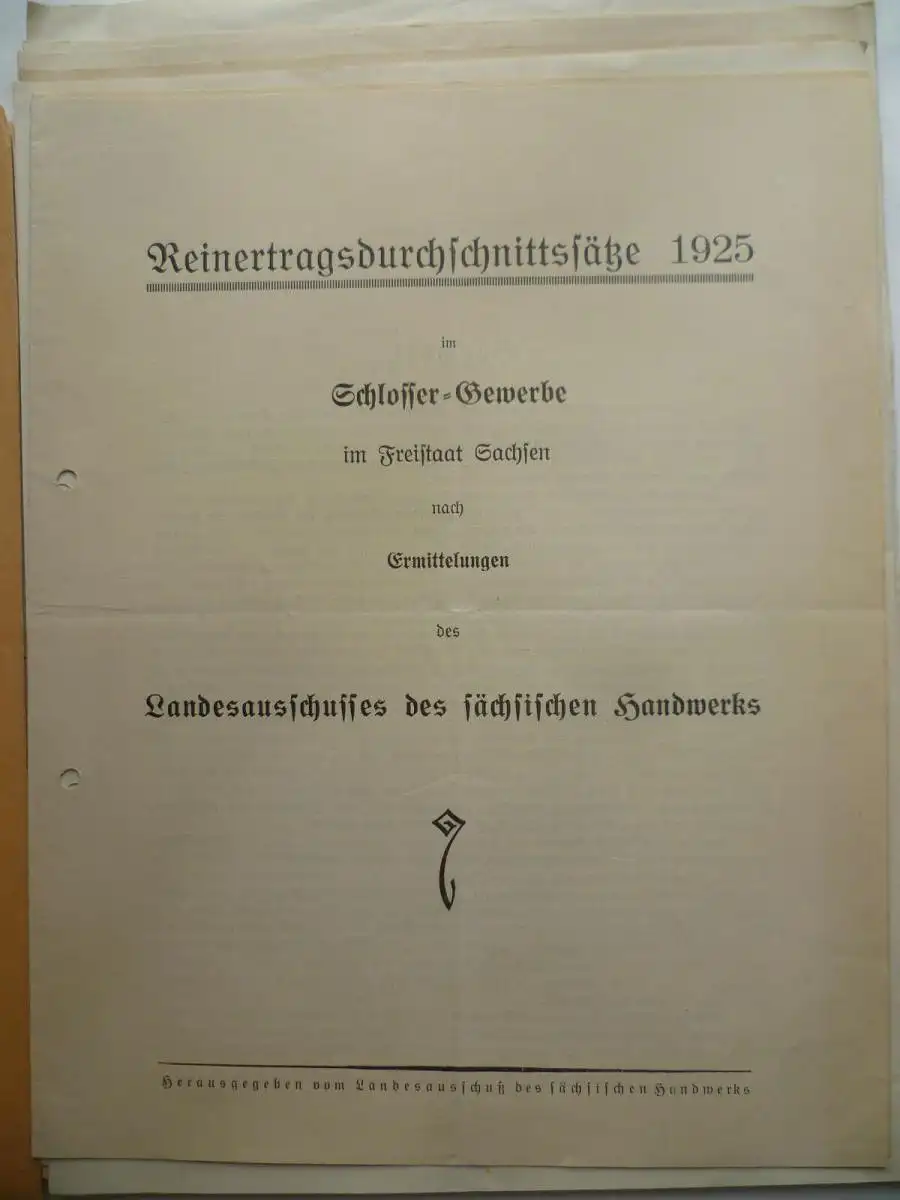 Reinertragsdurchschnittssätze 1925
im
Schlosser-Gewerbe
im Freistaat Sachsen
nach
Ermittelungen
des
Landesausschusses des sächsischen Handwerks
Herausgegeben vom Landesausschuß des sächsischen Handwerks